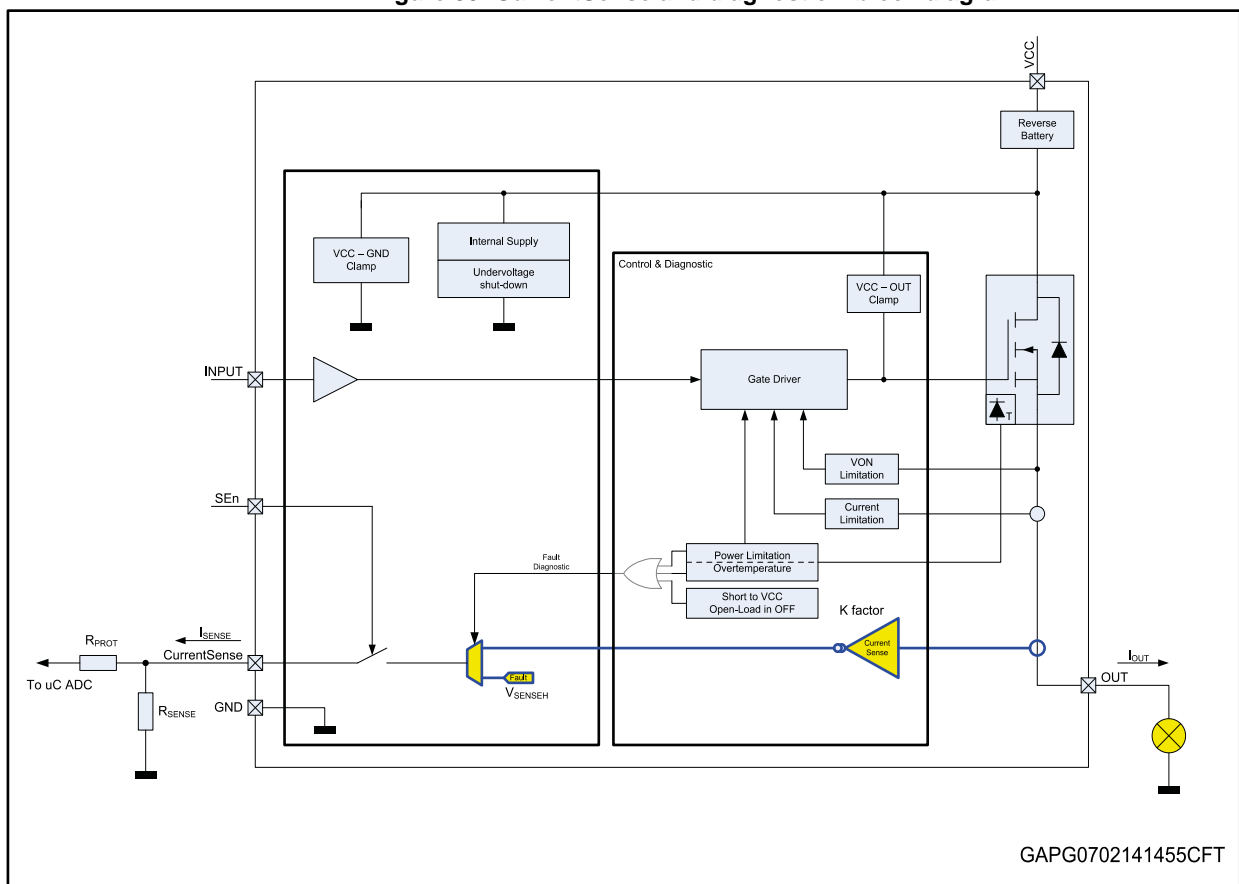 VCC
Reverse
Battery
Internal Supply
VCC – GND
Clamp
Undervoltage
shut-down
Control & Diagnostic
VCC – OUT
Clamp
INPUT
Gate Driver
T
VON
Limitation
SEn
Current
Limitation
Fault
Diagnostic
Power Limitation
Overtemperature
Short to VCC
Open-Load in OFF
K factor
Current
Sense
ISENSE
RPROT
CurrentSense
To uC ADC
Fault
VSENSEH
IOUT
OUT
RSENSE
GND
GAPG0702141455CFT